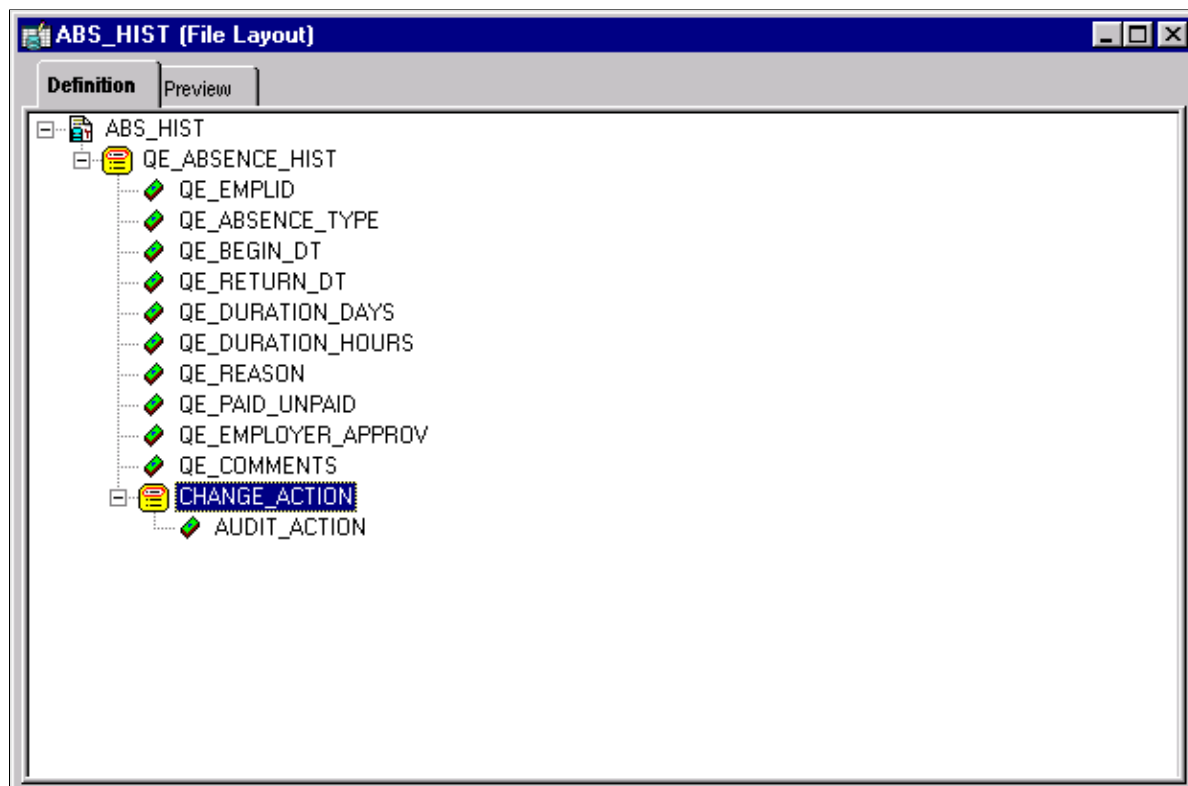 ABS_HIST (File Layout)
Definition Preview
ABS_HIST
QE_ABSENCE_HIST
QE_EMPLID
QE_ABSENCE_TYPE
QE_BEGIN_DT
QE_RETURN_DT
QE_DURATION_DAYS
QE_DURATION_HOURS
QE_REASON
QE_PAID_UNPAID
QE_EMPLOYER_APPROV
QE_COMMENTS
CHANGE_ACTION
AUDIT_ACTION